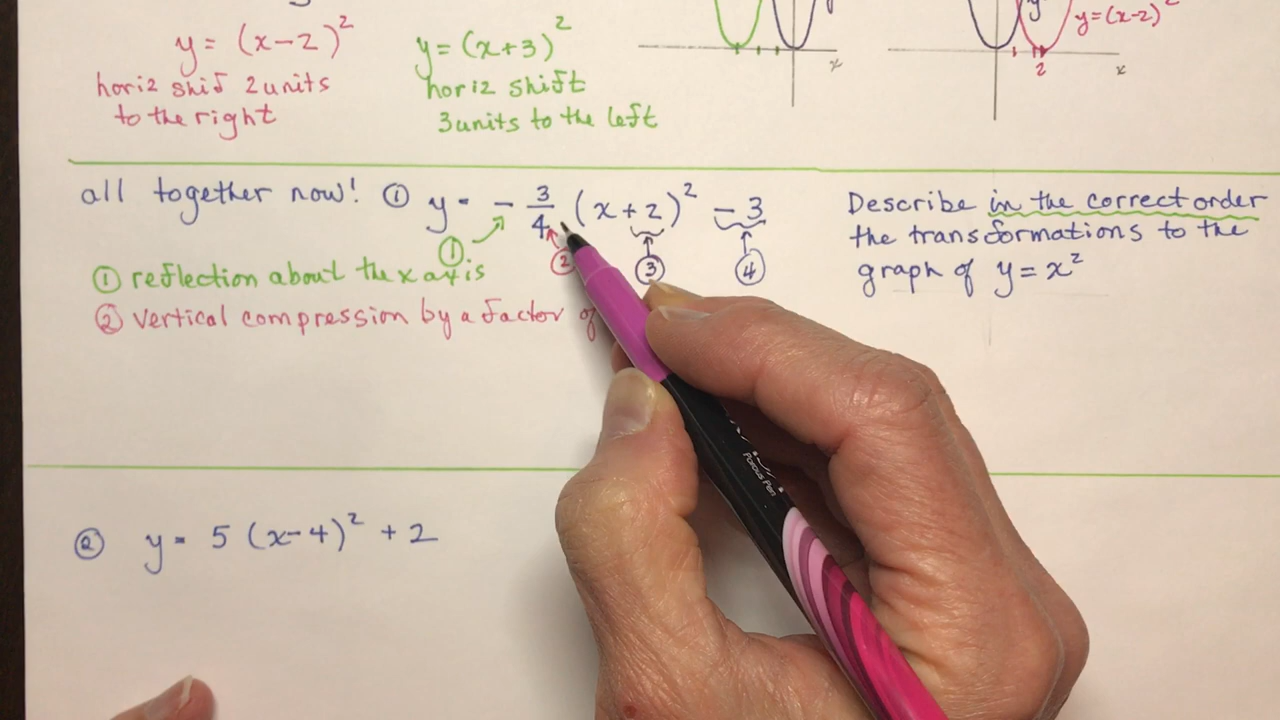 y = (x-2)²
horiz shift 2 units
to the right
y = (x+3)²
horiz shift
3 units to the left
x
y=(x-2)²
2
x
all together now! ① y = - 3/4 (x+2)² - 3
① ② ③ ④
① reflection about the x axis
② vertical compression by a factor
Describe in the correct order
the transformations to the
graph of y = x²
② y = 5 (x-4)² + 2
Porous Pen